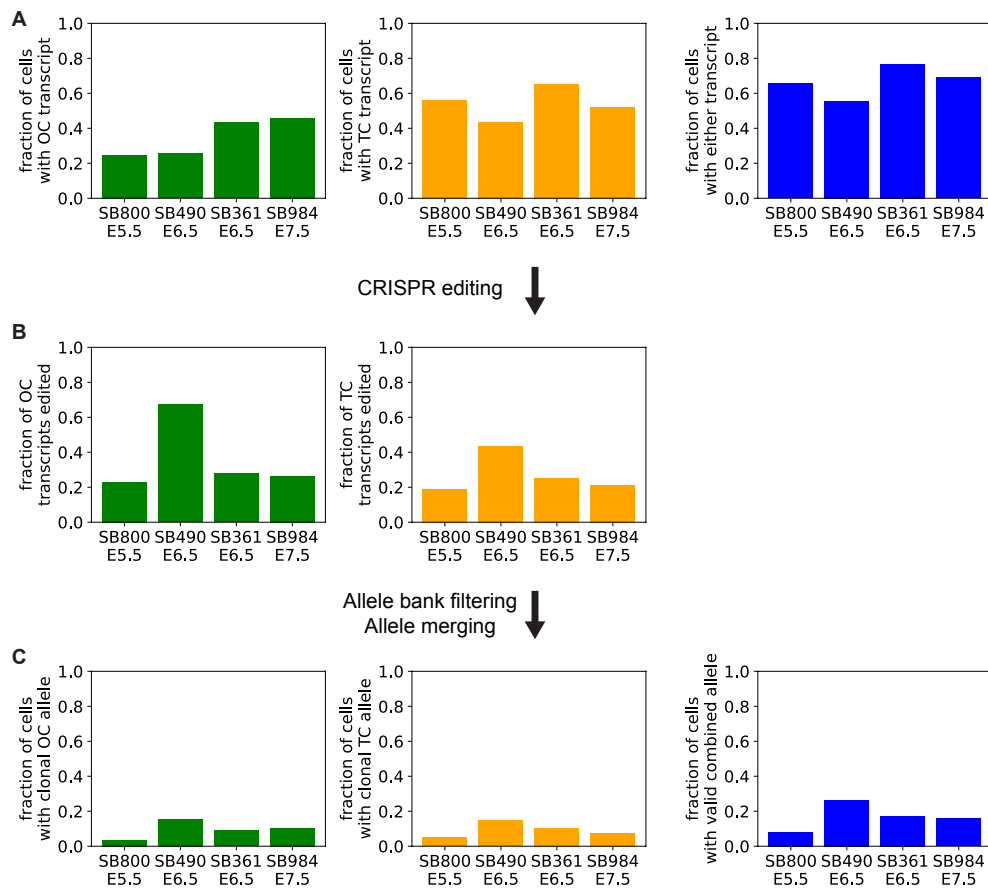 A
fraction of cells
with OC transcript
1.0
0.8
0.6
0.4
0.2
0.0
SB800 SB490 SB361 SB984
E5.5 E6.5 E6.5 E7.5
fraction of cells
with TC transcript
1.0
0.8
0.6
0.4
0.2
0.0
SB800 SB490 SB361 SB984
E5.5 E6.5 E6.5 E7.5
fraction of cells
with either transcript
1.0
0.8
0.6
0.4
0.2
0.0
SB800 SB490 SB361 SB984
E5.5 E6.5 E6.5 E7.5
CRISPR editing
B
fraction of OC
transcripts edited
1.0
0.8
0.6
0.4
0.2
0.0
SB800 SB490 SB361 SB984
E5.5 E6.5 E6.5 E7.5
fraction of TC
transcripts edited
1.0
0.8
0.6
0.4
0.2
0.0
SB800 SB490 SB361 SB984
E5.5 E6.5 E6.5 E7.5
Allele bank filtering
Allele merging
C
fraction of cells
with clonal OC allele
1.0
0.8
0.6
0.4
0.2
0.0
SB800 SB490 SB361 SB984
E5.5 E6.5 E6.5 E7.5
fraction of cells
with clonal TC allele
1.0
0.8
0.6
0.4
0.2
0.0
SB800 SB490 SB361 SB984
E5.5 E6.5 E6.5 E7.5
fraction of cells
with valid combined allele
1.0
0.8
0.6
0.4
0.2
0.0
SB800 SB490 SB361 SB984
E5.5 E6.5 E6.5 E7.5